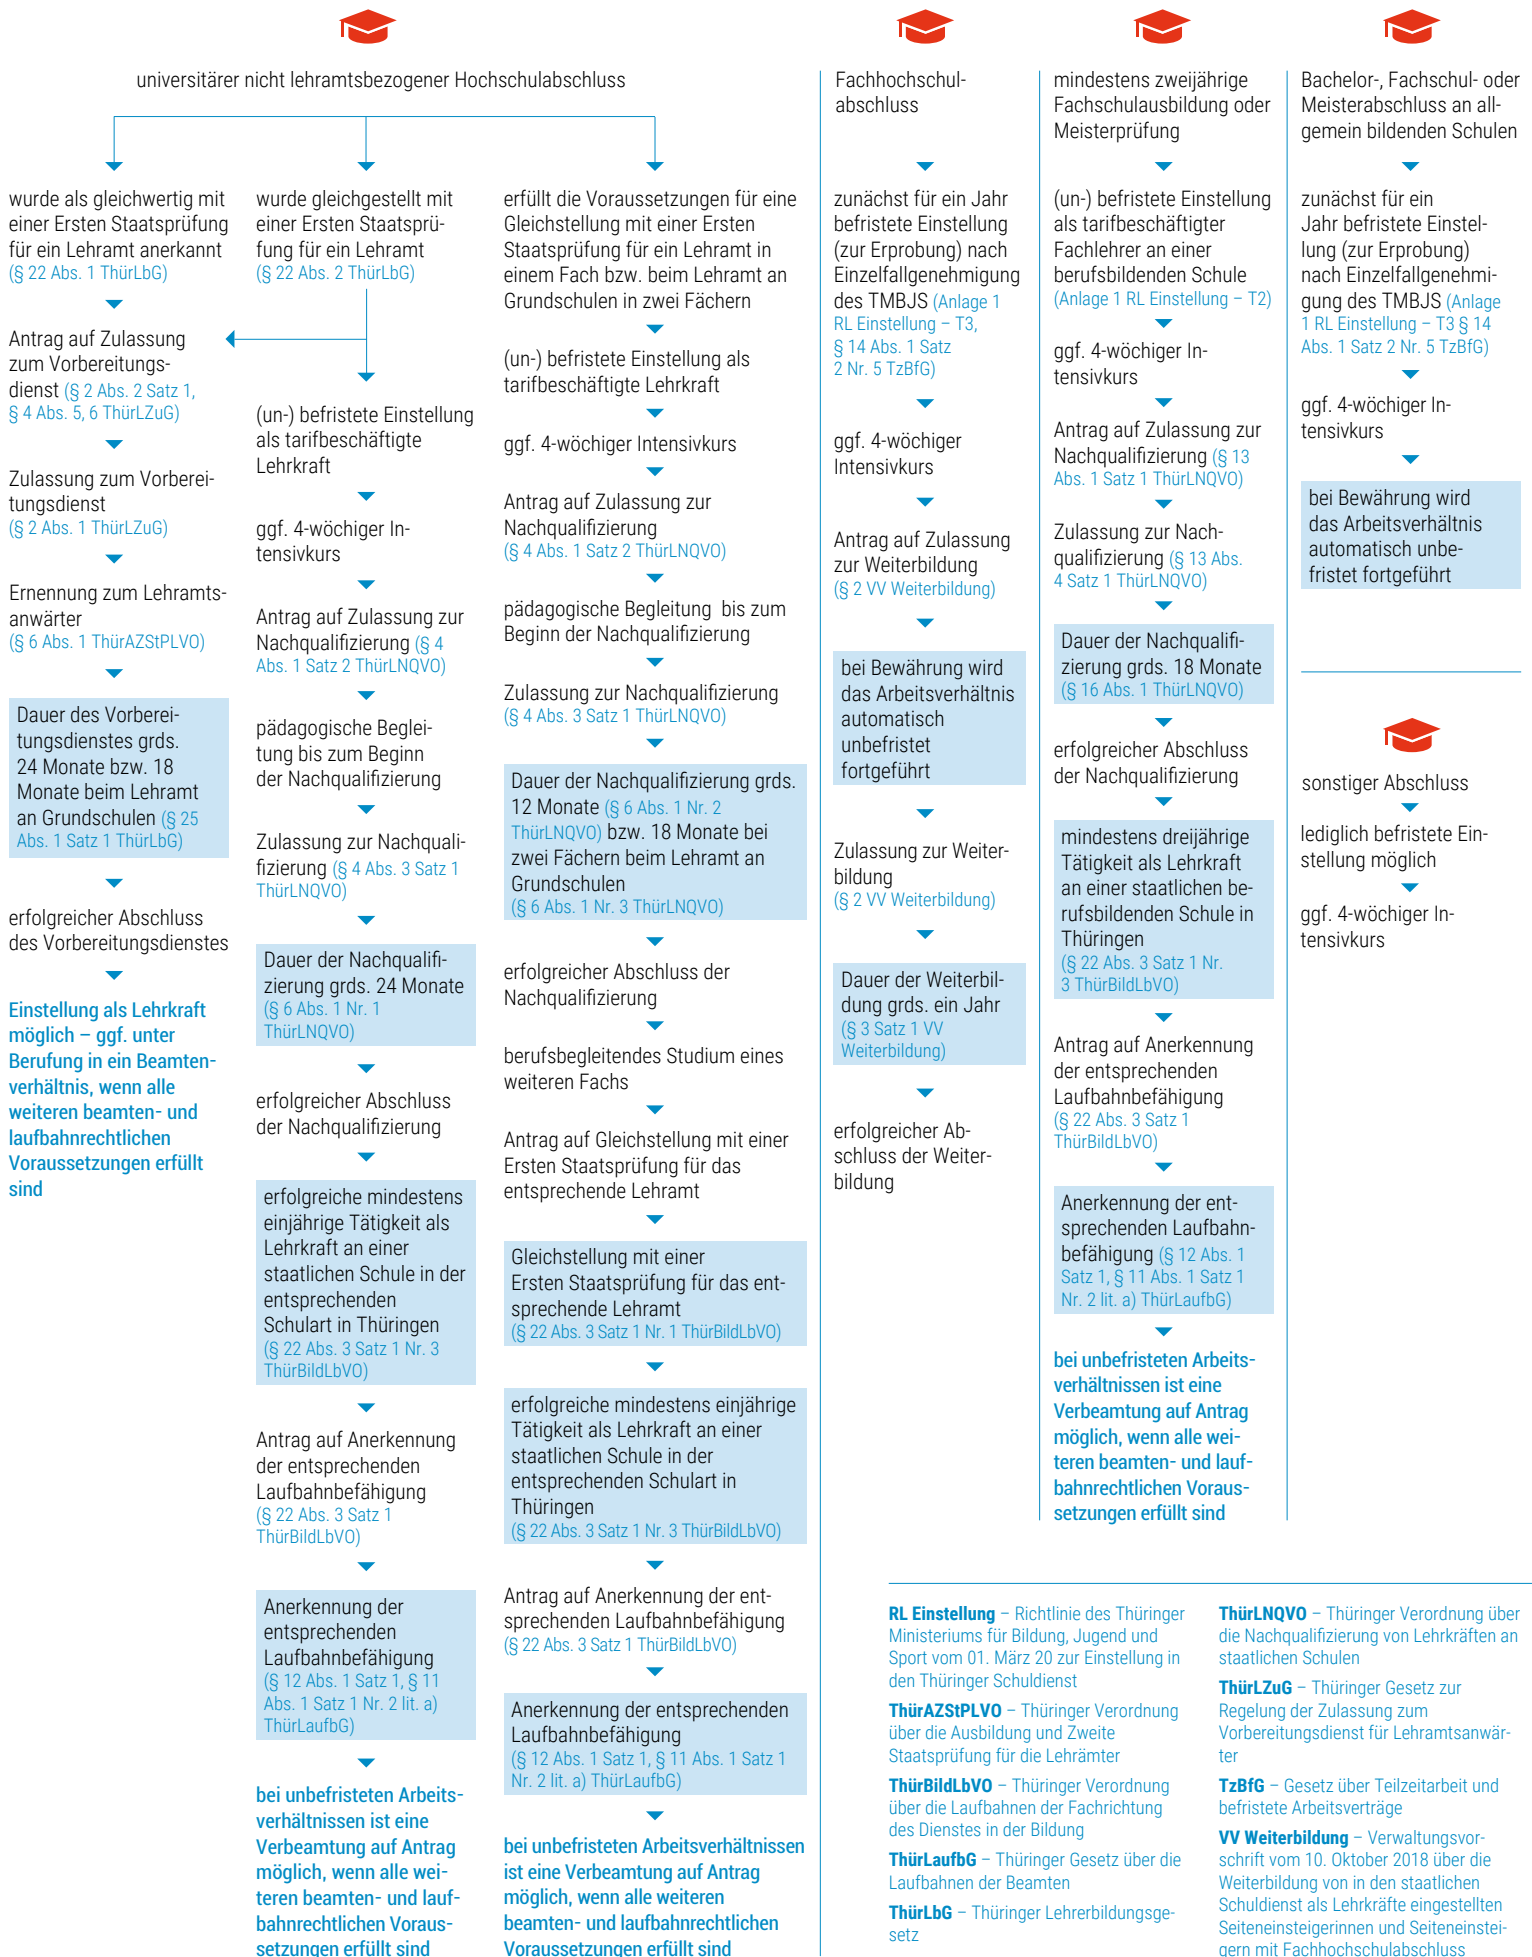 universitärer nicht lehramtsbezogener Hochschulabschluss
wurde als gleichwertig mit
einer Ersten Staatsprüfung
für ein Lehramt anerkannt
(§ 22 Abs. 1 ThürLbG)
Antrag auf Zulassung
zum Vorbereitungs-
dienst (§ 2 Abs. 2 Satz 1,
§ 4 Abs. 5, 6 ThürLZuG)
Zulassung zum Vorberei-
tungsdienst
(§ 2 Abs. 1 ThürLZuG)
Ernennung zum Lehramts-
anwärter
(§ 6 Abs. 1 ThürAZStPLVO)
Dauer des Vorberei-
tungsdienstes grds.
24 Monate bzw. 18
Monate beim Lehramt
an Grundschulen (§ 25
Abs. 1 Satz 1 ThürLbG)
erfolgreicher Abschluss
des Vorbereitungsdienstes
Einstellung als Lehrkraft
möglich – ggf. unter
Berufung in ein Beamten-
verhältnis, wenn alle
weiteren beamten- und
laufbahnrechtlichen
Voraussetzungen erfüllt
sind
wurde gleichgestellt mit
einer Ersten Staatsprü-
fung für ein Lehramt
(§ 22 Abs. 2 ThürLbG)
(un-) befristete Einstellung
als tarifbeschäftigte
Lehrkraft
ggf. 4-wöchiger In-
tensivkurs
Antrag auf Zulassung zur
Nachqualifizierung (§ 4
Abs. 1 Satz 2 ThürLNQVO)
pädagogische Beglei-
tung bis zum Beginn
der Nachqualifizierung
Zulassung zur Nachquali-
fizierung (§ 4 Abs. 3 Satz 1
ThürLNQVO)
Dauer der Nachqualifi-
zierung grds. 24 Monate
(§ 6 Abs. 1 Nr. 1
ThürLNQVO)
erfolgreicher Abschluss
der Nachqualifizierung
erfolgreiche mindestens
einjährige Tätigkeit als
Lehrkraft an einer
staatlichen Schule in der
entsprechenden
Schulart in Thüringen
(§ 22 Abs. 3 Satz 1 Nr. 3
ThürBildLbVO)
Antrag auf Anerkennung
der entsprechenden
Laufbahnbefähigung
(§ 22 Abs. 3 Satz 1
ThürBildLbVO)
Anerkennung der
entsprechenden
Laufbahnbefähigung
(§ 12 Abs. 1 Satz 1, § 11
Abs. 1 Satz 1 Nr. 2 lit. a)
ThürLaufbG)
bei unbefristeten Arbeits-
verhältnissen ist eine
Verbeamtung auf Antrag
möglich, wenn alle wei-
teren beamten- und lauf-
bahnrechtlichen Voraus-
setzungen erfüllt sind
erfüllt die Voraussetzungen für eine
Gleichstellung mit einer Ersten
Staatsprüfung für ein Lehramt in
einem Fach bzw. beim Lehramt an
Grundschulen in zwei Fächern
(un-) befristete Einstellung als
tarifbeschäftigte Lehrkraft
ggf. 4-wöchiger Intensivkurs
Antrag auf Zulassung zur
Nachqualifizierung
(§ 4 Abs. 1 Satz 2 ThürLNQVO)
pädagogische Begleitung bis zum
Beginn der Nachqualifizierung
Zulassung zur Nachqualifizierung
(§ 4 Abs. 3 Satz 1 ThürLNQVO)
Dauer der Nachqualifizierung grds.
12 Monate (§ 6 Abs. 1 Nr. 2
ThürLNQVO) bzw. 18 Monate bei
zwei Fächern beim Lehramt an
Grundschulen
(§ 6 Abs. 1 Nr. 3 ThürLNQVO)
erfolgreicher Abschluss der
Nachqualifizierung
berufsbegleitendes Studium eines
weiteren Fachs
Antrag auf Gleichstellung mit einer
Ersten Staatsprüfung für das
entsprechende Lehramt
Gleichstellung mit einer
Ersten Staatsprüfung für das ent-
sprechende Lehramt
(§ 22 Abs. 3 Satz 1 Nr. 1 ThürBildLbVO)
erfolgreiche mindestens einjährige
Tätigkeit als Lehrkraft an einer
staatlichen Schule in der
entsprechenden Schulart in
Thüringen
(§ 22 Abs. 3 Satz 1 Nr. 3 ThürBildLbVO)
Antrag auf Anerkennung der ent-
sprechenden Laufbahnbefähigung
(§ 22 Abs. 3 Satz 1 ThürBildLbVO)
Anerkennung der entsprechenden
Laufbahnbefähigung
(§ 12 Abs. 1 Satz 1, § 11 Abs. 1 Satz 1
Nr. 2 lit. a) ThürLaufbG)
bei unbefristeten Arbeitsverhältnissen
ist eine Verbeamtung auf Antrag
möglich, wenn alle weiteren
beamten- und laufbahnrechtlichen
Voraussetzungen erfüllt sind
Fachhochschul-
abschluss
zunächst für ein Jahr
befristete Einstellung
(zur Erprobung) nach
Einzelfallgenehmigung
des TMBJS (Anlage 1
RL Einstellung – T3,
§ 14 Abs. 1 Satz
2 Nr. 5 TzBfG)
ggf. 4-wöchiger
Intensivkurs
Antrag auf Zulassung
zur Weiterbildung
(§ 2 VV Weiterbildung)
bei Bewährung wird
das Arbeitsverhältnis
automatisch
unbefristet
fortgeführt
Zulassung zur Weiter-
bildung
(§ 2 VV Weiterbildung)
Dauer der Weiterbil-
dung grds. ein Jahr
(§ 3 Satz 1 VV
Weiterbildung)
erfolgreicher Ab-
schluss der Weiter-
bildung
mindestens zweijährige
Fachschulausbildung oder
Meisterprüfung
(un-) befristete Einstellung
als tarifbeschäftigter
Fachlehrer an einer
berufsbildenden Schule
(Anlage 1 RL Einstellung – T2)
ggf. 4-wöchiger In-
tensivkurs
Antrag auf Zulassung zur
Nachqualifizierung (§ 13
Abs. 1 Satz 1 ThürLNQVO)
Zulassung zur Nach-
qualifizierung (§ 13 Abs.
4 Satz 1 ThürLNQVO)
Dauer der Nachqualifi-
zierung grds. 18 Monate
(§ 16 Abs. 1 ThürLNQVO)
erfolgreicher Abschluss
der Nachqualifizierung
mindestens dreijährige
Tätigkeit als Lehrkraft
an einer staatlichen be-
rufsbildenden Schule in
Thüringen
(§ 22 Abs. 3 Satz 1 Nr.
3 ThürBildLbVO)
Antrag auf Anerkennung
der entsprechenden
Laufbahnbefähigung
(§ 22 Abs. 3 Satz 1
ThürBildLbVO)
Anerkennung der ent-
sprechenden Laufbahn-
befähigung (§ 12 Abs. 1
Satz 1, § 11 Abs. 1 Satz 1
Nr. 2 lit. a) ThürLaufbG)
bei unbefristeten Arbeits-
verhältnissen ist eine
Verbeamtung auf Antrag
möglich, wenn alle wei-
teren beamten- und lauf-
bahnrechtlichen Voraus-
setzungen erfüllt sind
Bachelor-, Fachschul- oder
Meisterabschluss an all-
gemein bildenden Schulen
zunächst für ein
Jahr befristete Einstel-
lung (zur Erprobung)
nach Einzelfallgenehmi-
gung des TMBJS (Anlage
1 RL Einstellung – T3 § 14
Abs. 1 Satz 2 Nr. 5 TzBfG)
ggf. 4-wöchiger In-
tensivkurs
bei Bewährung wird
das Arbeitsverhältnis
automatisch unbe-
fristet fortgeführt
sonstiger Abschluss
lediglich befristete Ein-
stellung möglich
ggf. 4-wöchiger In-
tensivkurs
RL Einstellung – Richtlinie des Thüringer
Ministeriums für Bildung, Jugend und
Sport vom 01. März 20 zur Einstellung in
den Thüringer Schuldienst
ThürAZStPLVO – Thüringer Verordnung
über die Ausbildung und Zweite
Staatsprüfung für die Lehrämter
ThürBildLbVO – Thüringer Verordnung
über die Laufbahnen der Fachrichtung
des Dienstes in der Bildung
ThürLaufbG – Thüringer Gesetz über die
Laufbahnen der Beamten
ThürLbG – Thüringer Lehrerbildungsge-
setz
ThürLNQVO – Thüringer Verordnung über
die Nachqualifizierung von Lehrkräften an
staatlichen Schulen
ThürLZuG – Thüringer Gesetz zur
Regelung der Zulassung zum
Vorbereitungsdienst für Lehramtsanwär-
ter
TzBfG – Gesetz über Teilzeitarbeit und
befristete Arbeitsverträge
VV Weiterbildung – Verwaltungsvor-
schrift vom 10. Oktober 2018 über die
Weiterbildung von in den staatlichen
Schuldienst als Lehrkräfte eingestellten
Seiteneinsteigerinnen und Seiteneinstei-
gern mit Fachhochschulabschluss